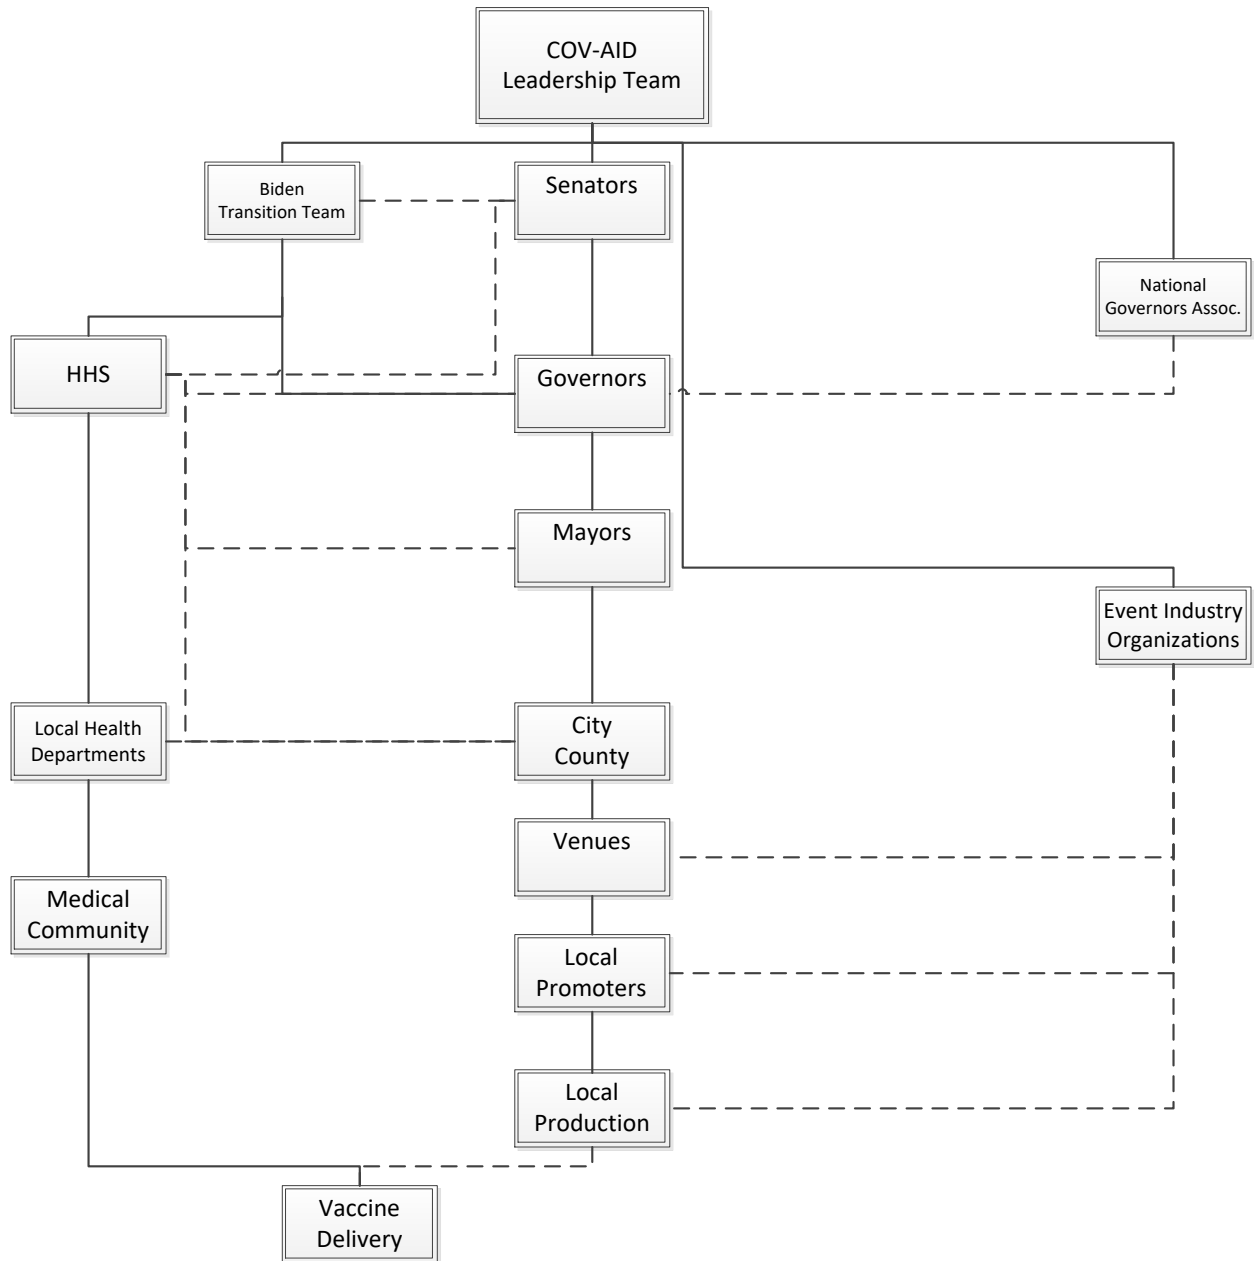 COV-AID
Leadership Team
Biden
Transition Team
Senators
National
Governors Assoc.
HHS
Governors
Mayors
Event Industry
Organizations
Local Health
Departments
City
County
Venues
Medical
Community
Local
Promoters
Local
Production
Vaccine
Delivery